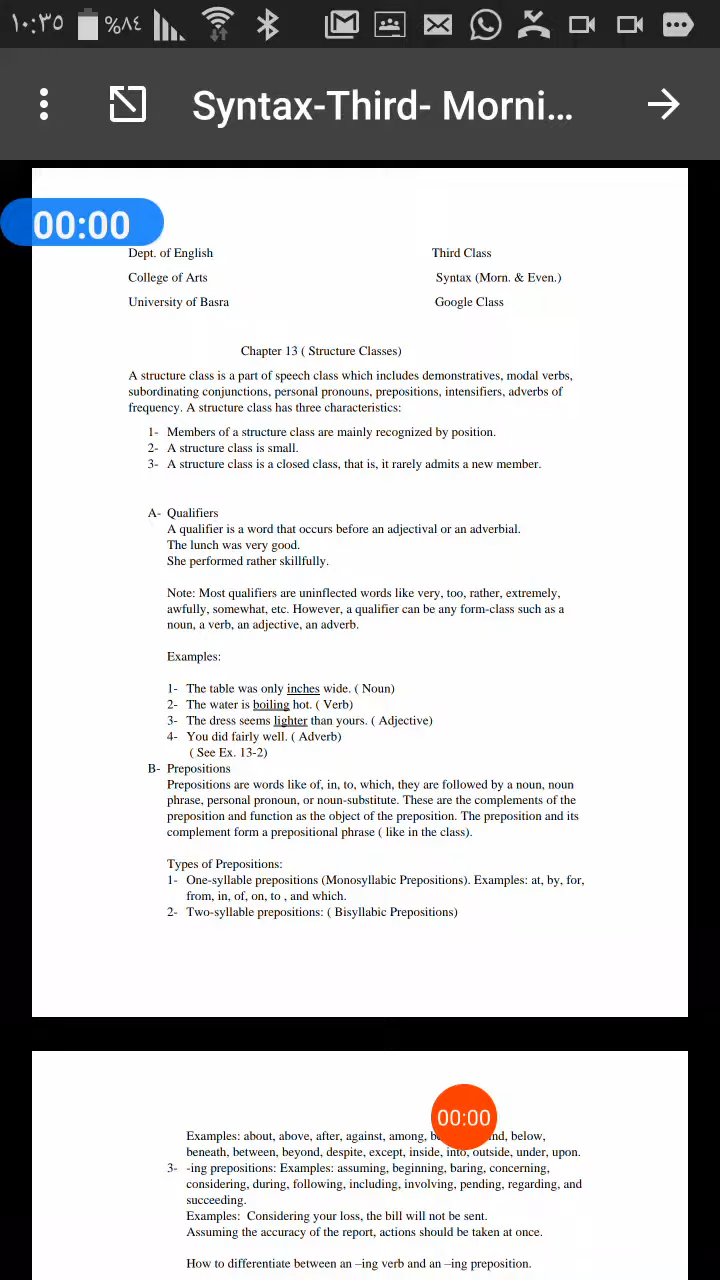 ١٠:٣٥ %٨٤
Syntax-Third- Morni...
00:00
Dept. of English Third Class
College of Arts Syntax (Morn. & Even.)
University of Basra Google Class
Chapter 13 ( Structure Classes)
A structure class is a part of speech class which includes demonstratives, modal verbs,
subordinating conjunctions, personal pronouns, prepositions, intensifiers, adverbs of
frequency. A structure class has three characteristics:
1- Members of a structure class are mainly recognized by position.
2- A structure class is small.
3- A structure class is a closed class, that is, it rarely admits a new member.
A- Qualifiers
A qualifier is a word that occurs before an adjectival or an adverbial.
The lunch was very good.
She performed rather skillfully.
Note: Most qualifiers are uninflected words like very, too, rather, extremely,
awfully, somewhat, etc. However, a qualifier can be any form-class such as a
noun, a verb, an adjective, an adverb.
Examples:
1- The table was only inches wide. ( Noun)
2- The water is boiling hot. ( Verb)
3- The dress seems lighter than yours. ( Adjective)
4- You did fairly well. ( Adverb)
( See Ex. 13-2)
B- Prepositions
Prepositions are words like of, in, to, which, they are followed by a noun, noun
phrase, personal pronoun, or noun-substitute. These are the complements of the
preposition and function as the object of the preposition. The preposition and its
complement form a prepositional phrase ( like in the class).
Types of Prepositions:
1- One-syllable prepositions (Monosyllabic Prepositions). Examples: at, by, for,
from, in, of, on, to , and which.
2- Two-syllable prepositions: ( Bisyllabic Prepositions)
00:00
Examples: about, above, after, against, among, below,
beneath, between, beyond, despite, except, inside, into, outside, under, upon.
3- -ing prepositions: Examples: assuming, beginning, baring, concerning,
considering, during, following, including, involving, pending, regarding, and
succeeding.
Examples: Considering your loss, the bill will not be sent.
Assuming the accuracy of the report, actions should be taken at once.
How to differentiate between an –ing verb and an –ing preposition.